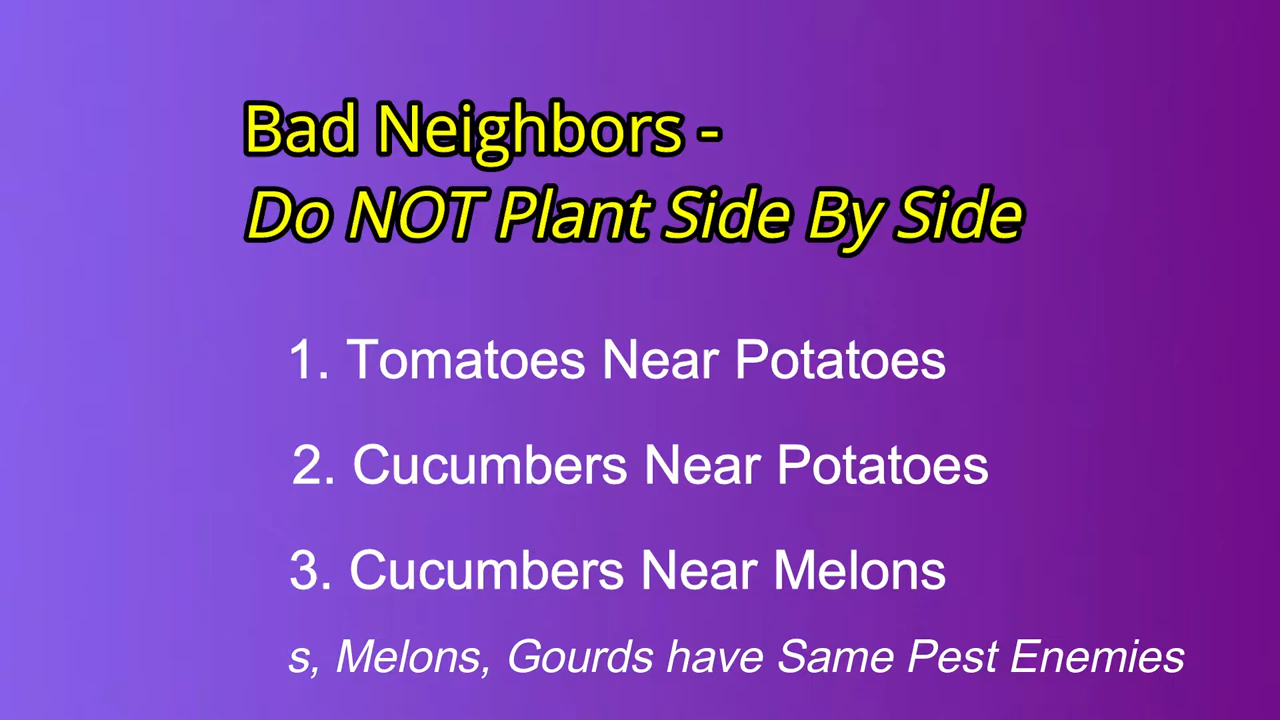 Bad Neighbors -
Do NOT Plant Side By Side
1. Tomatoes Near Potatoes
2. Cucumbers Near Potatoes
3. Cucumbers Near Melons
s, Melons, Gourds have Same Pest Enemies